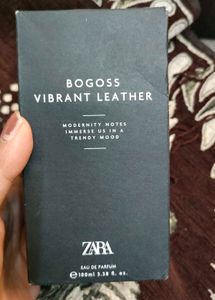 BOGOSS
VIBRANT LEATHER
MODERNITY NOTES
IMMERSE US IN A
TRENDY MOOD
ZARA
EAU DE PARFUM
℮ 100ml 3.38 fl. oz.